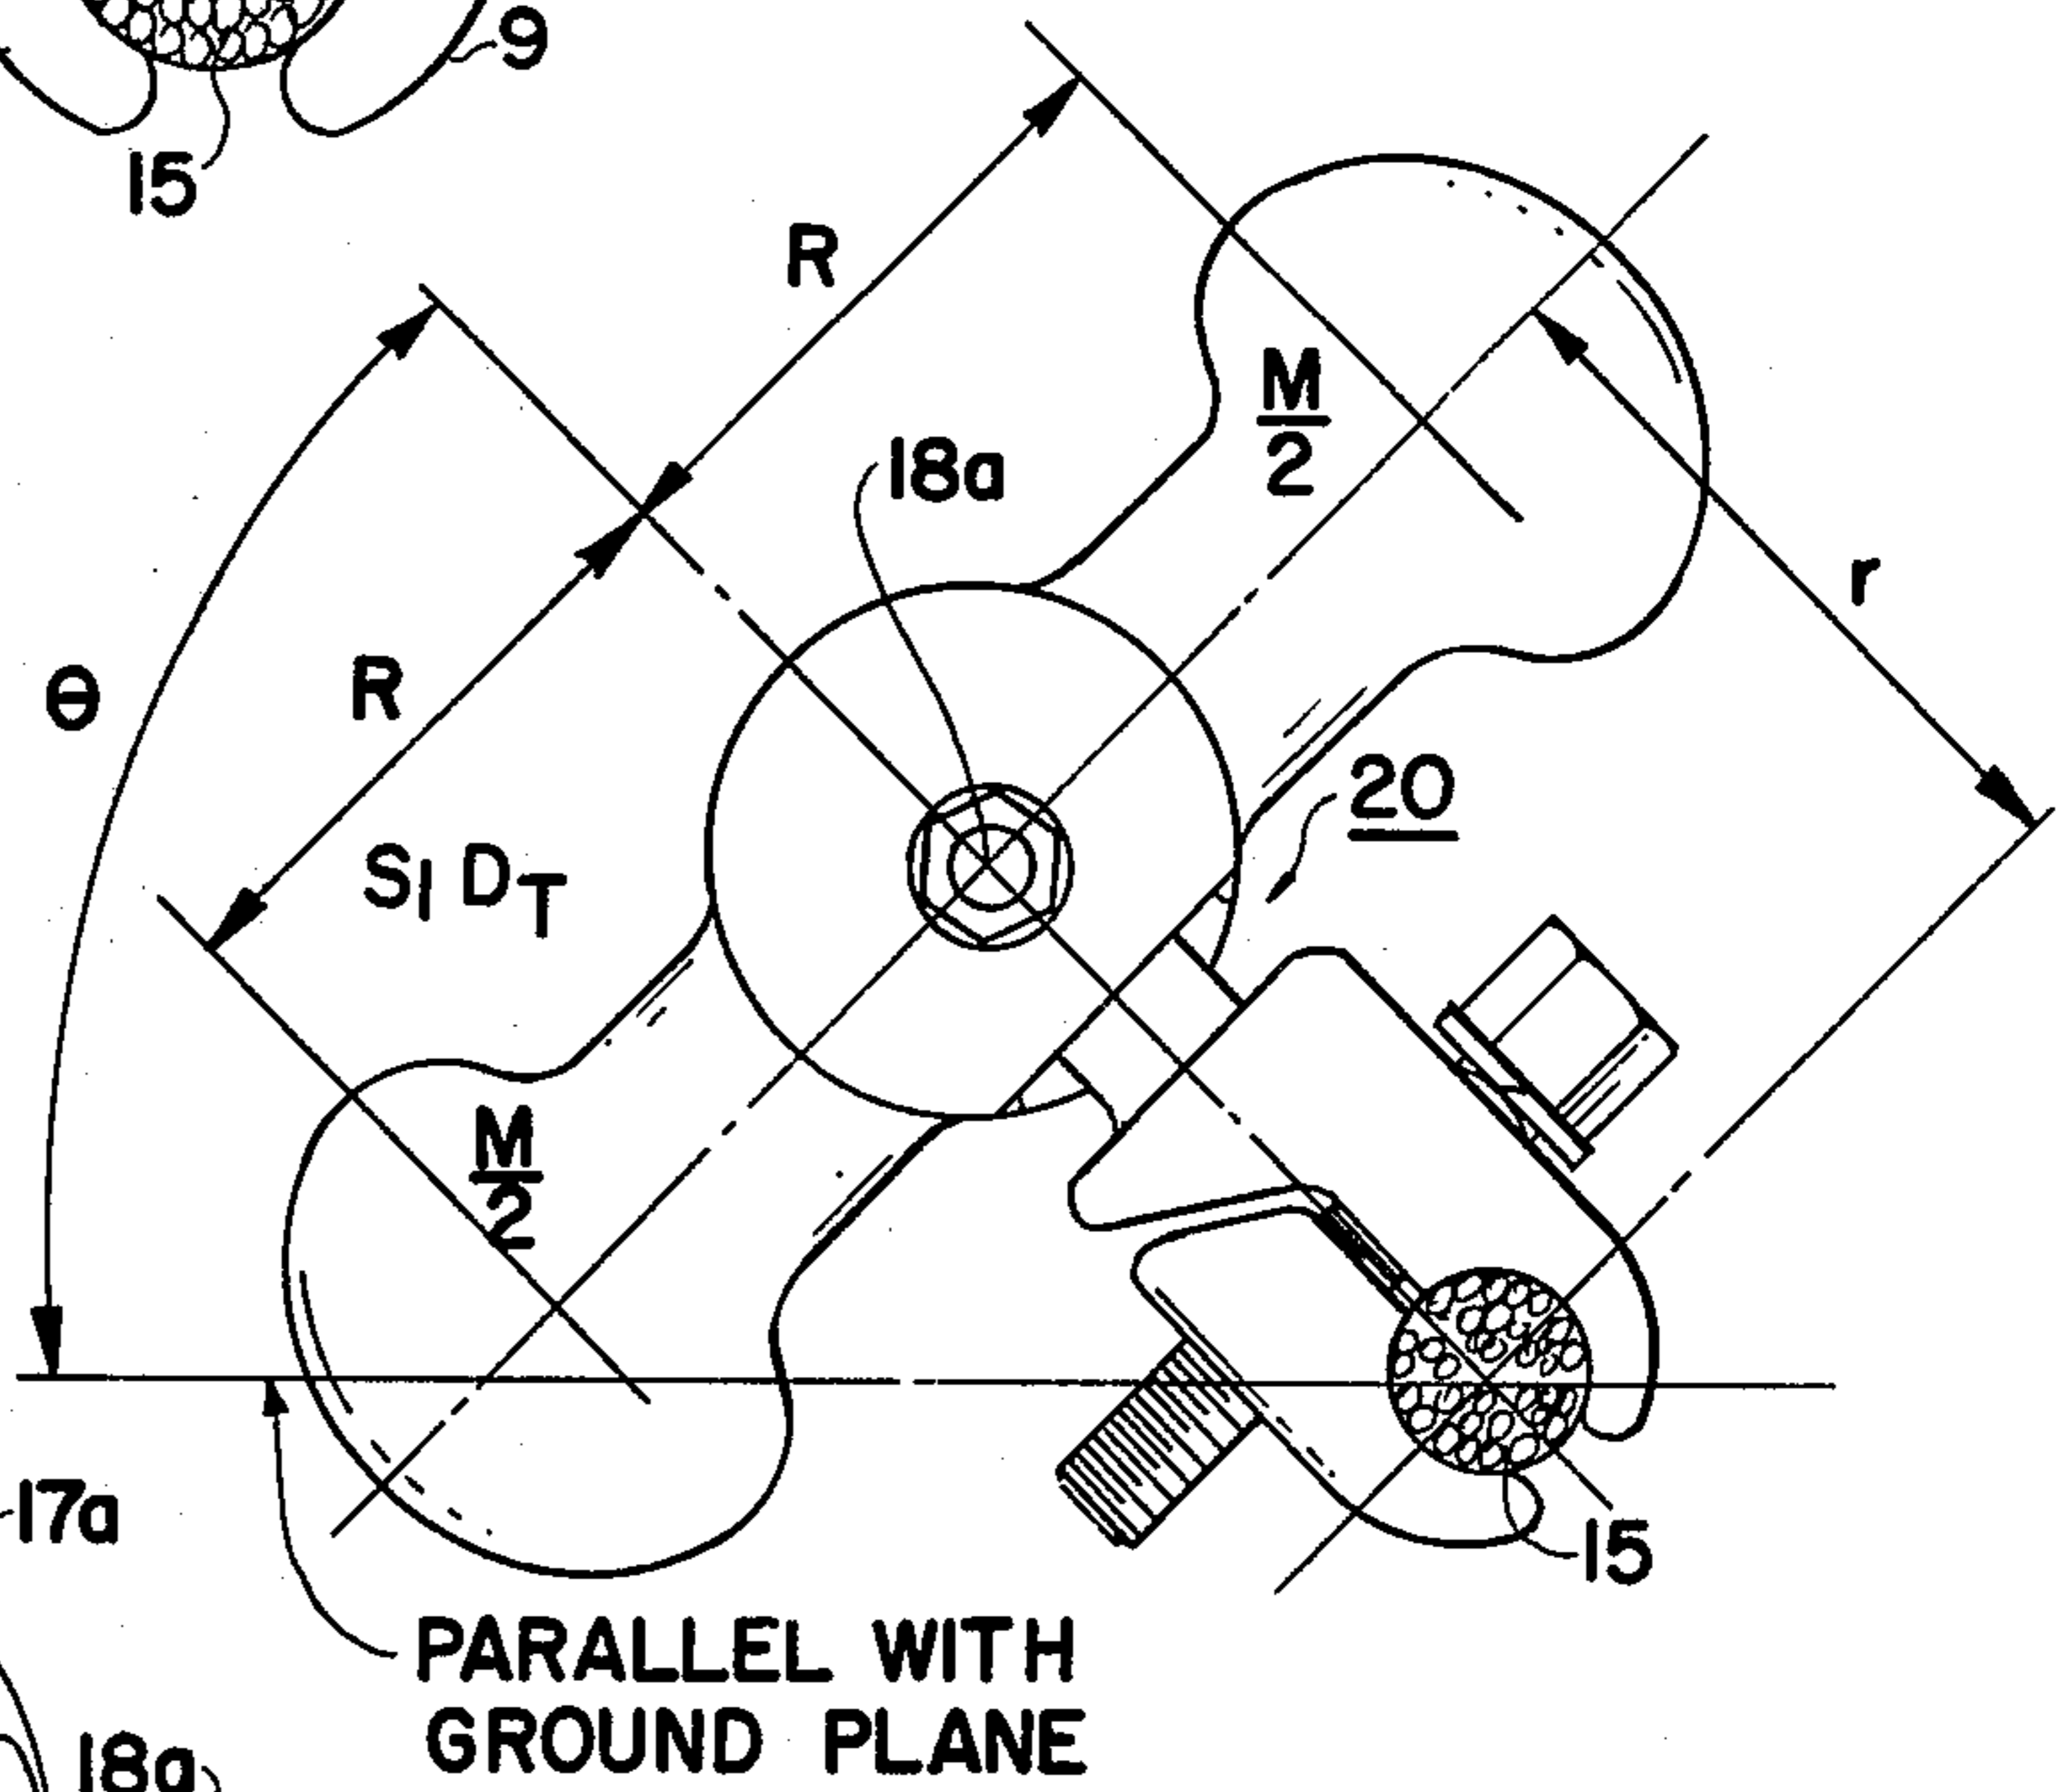 9
15
R
M
2
18a
r
θ
R
20
S1 DT
M
2
17a
15
PARALLEL WITH
GROUND PLANE
18a